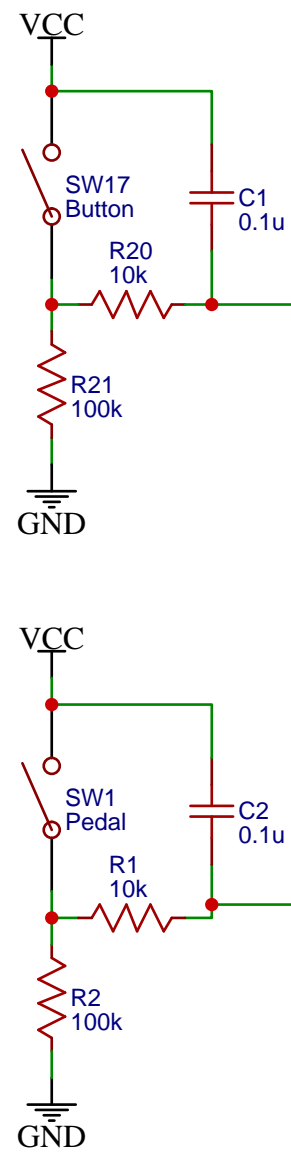 VCC
SW17
Button
C1
0.1u
R20
10k
R21
100k
GND
VCC
SW1
Pedal
C2
0.1u
R1
10k
R2
100k
GND